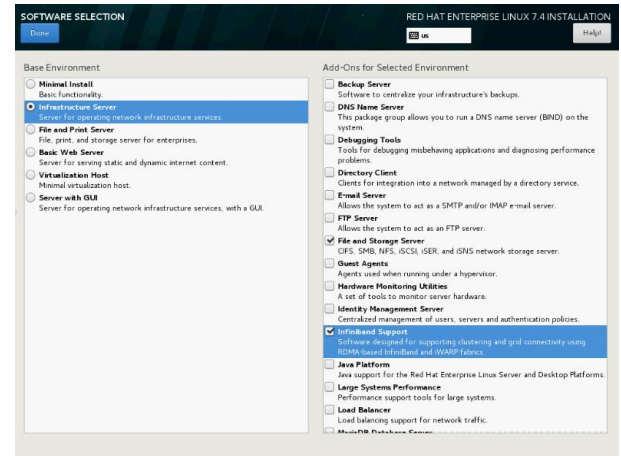 SOFTWARE SELECTION
RED HAT ENTERPRISE LINUX 7.4 INSTALLATION
Done
us
Help!
Base Environment
Minimal Install
Basic functionality.
Infrastructure Server
Server for operating network infrastructure services.
File and Print Server
File, print, and storage server for enterprises.
Basic Web Server
Server for serving static and dynamic internet content.
Virtualization Host
Minimal virtualization host.
Server with GUI
Server for operating network infrastructure services, with a GUI.
Add-Ons for Selected Environment
Backup Server
Software to centralize your infrastructure's backups.
DNS Name Server
This package group allows you to run a DNS name server (BIND) on the
system.
Debugging Tools
Tools for debugging misbehaving applications and diagnosing performance
problems.
Directory Client
Clients for integration into a network managed by a directory service.
E-mail Server
Allows the system to act as a SMTP and/or IMAP e-mail server.
FTP Server
Allows the system to act as an FTP server.
File and Storage Server
CIFS, SMB, NFS, iSCSI, iSER, and iSNS network storage server.
Guest Agents
Agents used when running under a hypervisor.
Hardware Monitoring Utilities
A set of tools to monitor server hardware.
Identity Management Server
Centralized management of users, servers and authentication policies.
Infiniband Support
Software designed for supporting clustering and grid connectivity using
RDMA-based InfiniBand and iWARP fabrics.
Java Platform
Java support for the Red Hat Enterprise Linux Server and Desktop Platforms.
Large Systems Performance
Performance support tools for large systems.
Load Balancer
Load balancing support for network traffic.
MariaDB Database Server